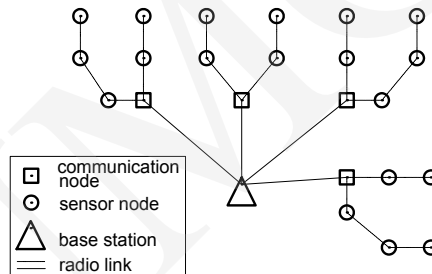 communication
node
sensor node
base station
radio link